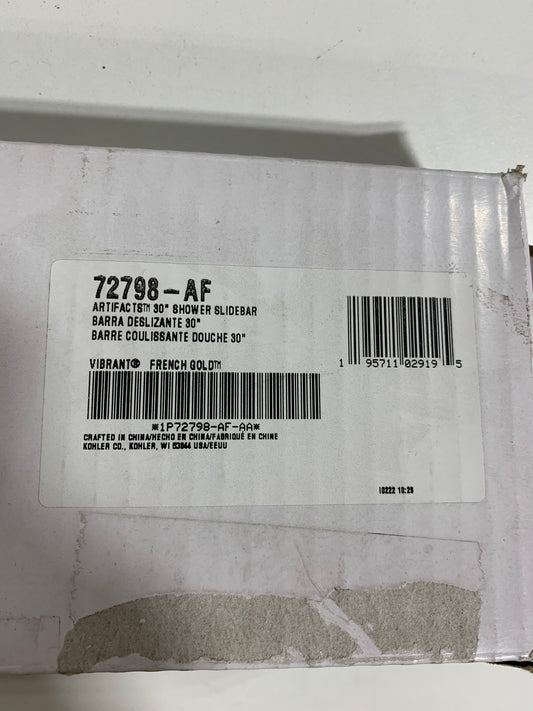 72798-AF
ARTIFACTS™ 30" SHOWER SLIDEBAR
BARRA DESLIZANTE 30"
BARRE COULISSANTE DOUCHE 30"
VIBRANT® FRENCH GOLD™
*1P72798-AF-AA*
CRAFTED IN CHINA/HECHO EN CHINA/FABRIQUÉ EN CHINE
KOHLER CO., KOHLER, WI 53044 USA/EEUU
1 95711 02919 5
10222 10:29